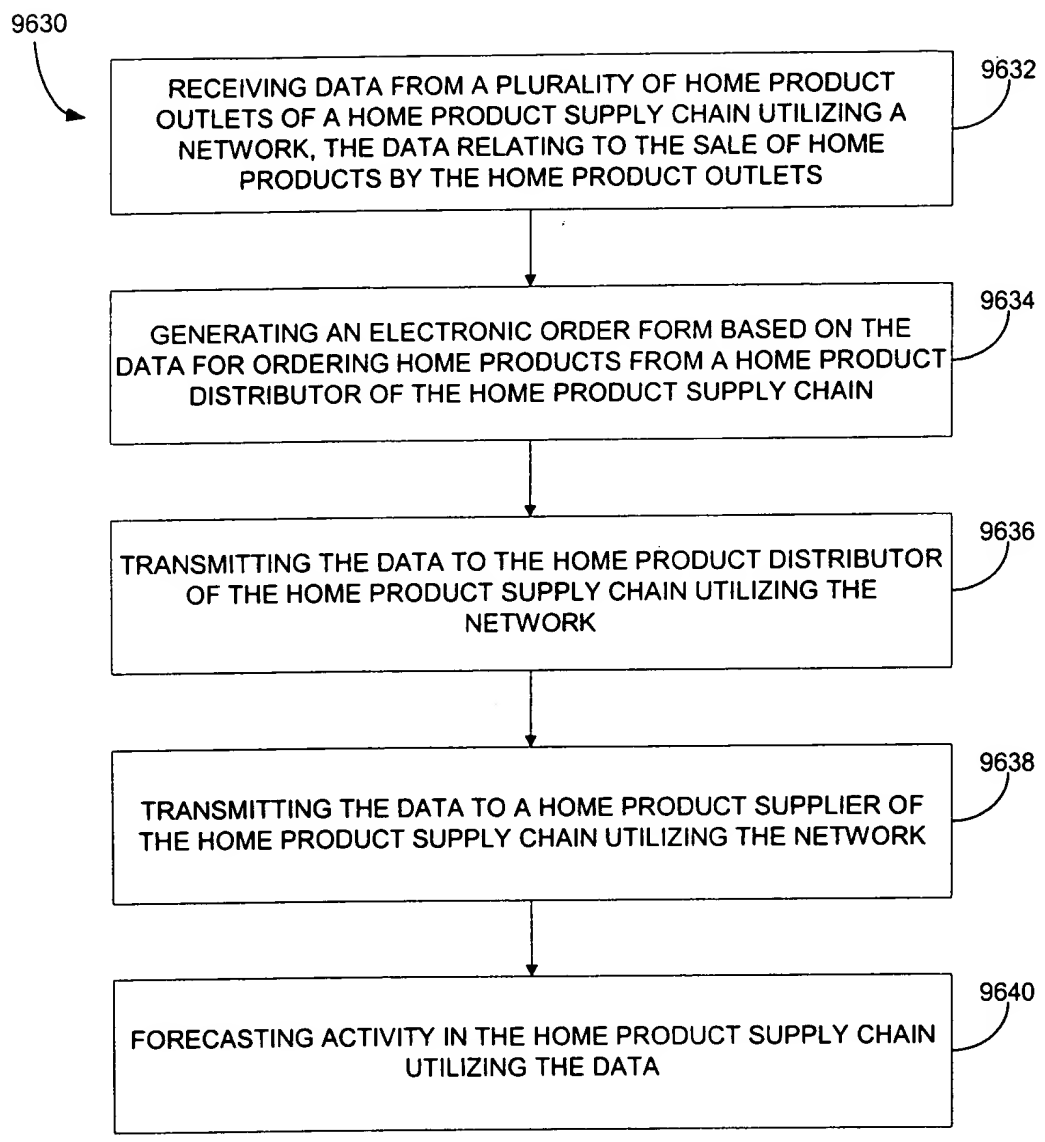 9630
RECEIVING DATA FROM A PLURALITY OF HOME PRODUCT
OUTLETS OF A HOME PRODUCT SUPPLY CHAIN UTILIZING A
NETWORK, THE DATA RELATING TO THE SALE OF HOME
PRODUCTS BY THE HOME PRODUCT OUTLETS
9632
GENERATING AN ELECTRONIC ORDER FORM BASED ON THE
DATA FOR ORDERING HOME PRODUCTS FROM A HOME PRODUCT
DISTRIBUTOR OF THE HOME PRODUCT SUPPLY CHAIN
9634
TRANSMITTING THE DATA TO THE HOME PRODUCT DISTRIBUTOR
OF THE HOME PRODUCT SUPPLY CHAIN UTILIZING THE
NETWORK
9636
TRANSMITTING THE DATA TO A HOME PRODUCT SUPPLIER OF
THE HOME PRODUCT SUPPLY CHAIN UTILIZING THE NETWORK
9638
FORECASTING ACTIVITY IN THE HOME PRODUCT SUPPLY CHAIN
UTILIZING THE DATA
9640